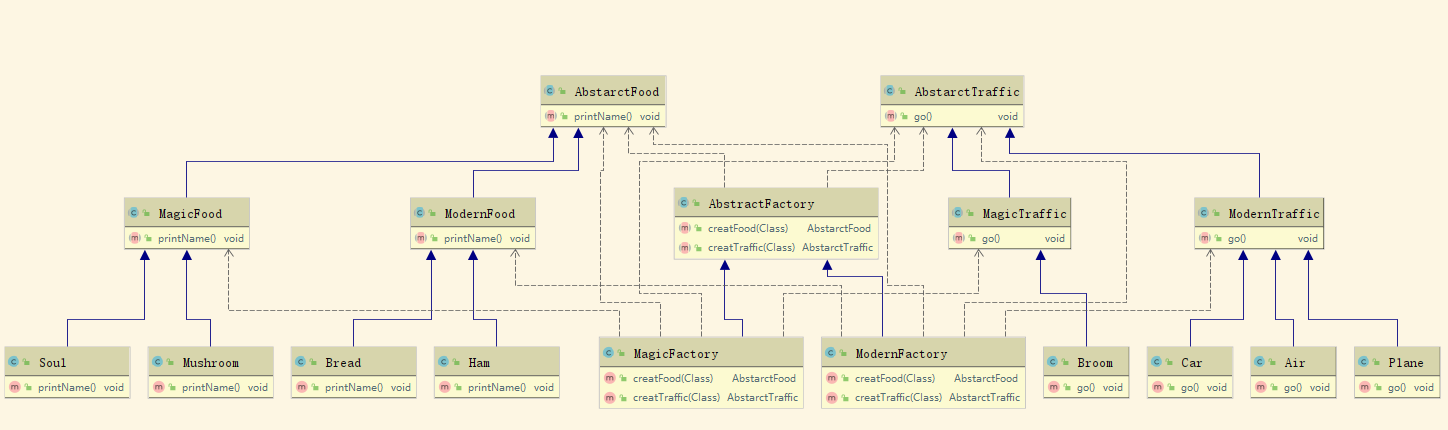 AbstarctFood
printName() void
AbstarctTraffic
go() void
MagicFood
printName() void
ModernFood
printName() void
AbstractFactory
creatFood(Class) AbstarctFood
creatTraffic(Class) AbstarctTraffic
MagicTraffic
go() void
ModernTraffic
go() void
Soul
printName() void
Mushroom
printName() void
Bread
printName() void
Ham
printName() void
MagicFactory
creatFood(Class) AbstarctFood
creatTraffic(Class) AbstarctTraffic
ModernFactory
creatFood(Class) AbstarctFood
creatTraffic(Class) AbstarctTraffic
Broom
go() void
Car
go() void
Air
go() void
Plane
go() void